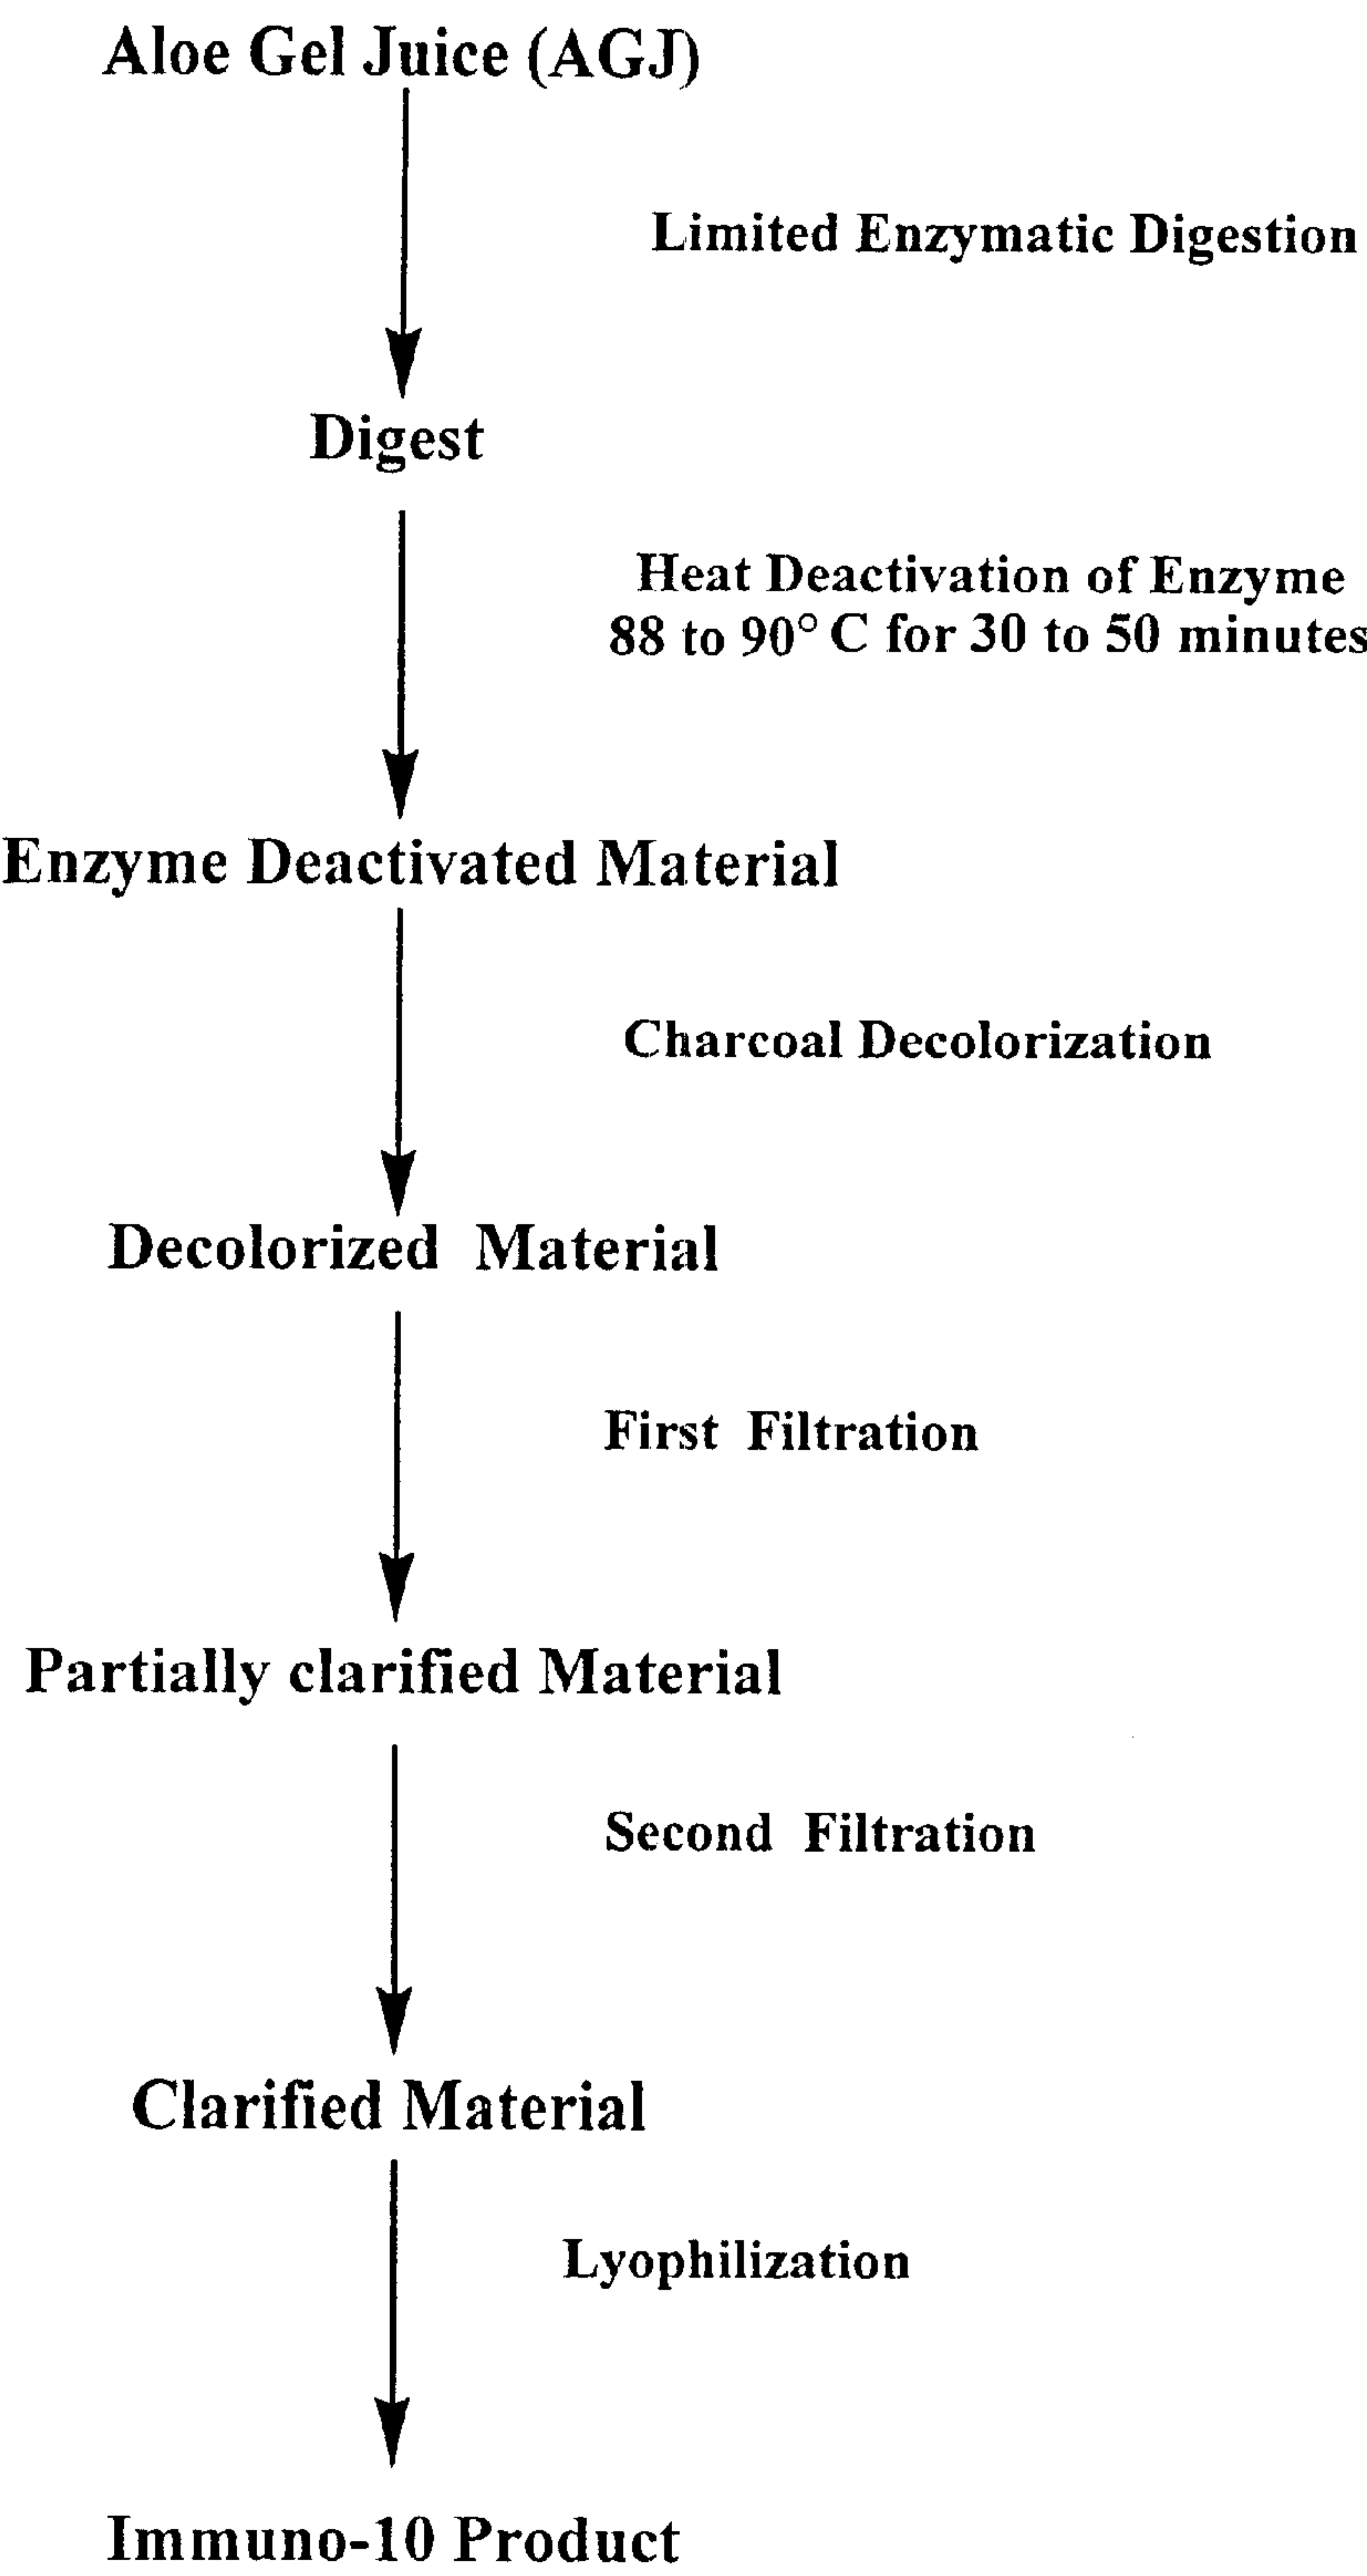 Aloe Gel Juice (AGJ)
Limited Enzymatic Digestion
Digest
Heat Deactivation of Enzyme
88 to 90° C for 30 to 50 minutes
Enzyme Deactivated Material
Charcoal Decolorization
Decolorized Material
First Filtration
Partially clarified Material
Second Filtration
Clarified Material
Lyophilization
Immuno-10 Product